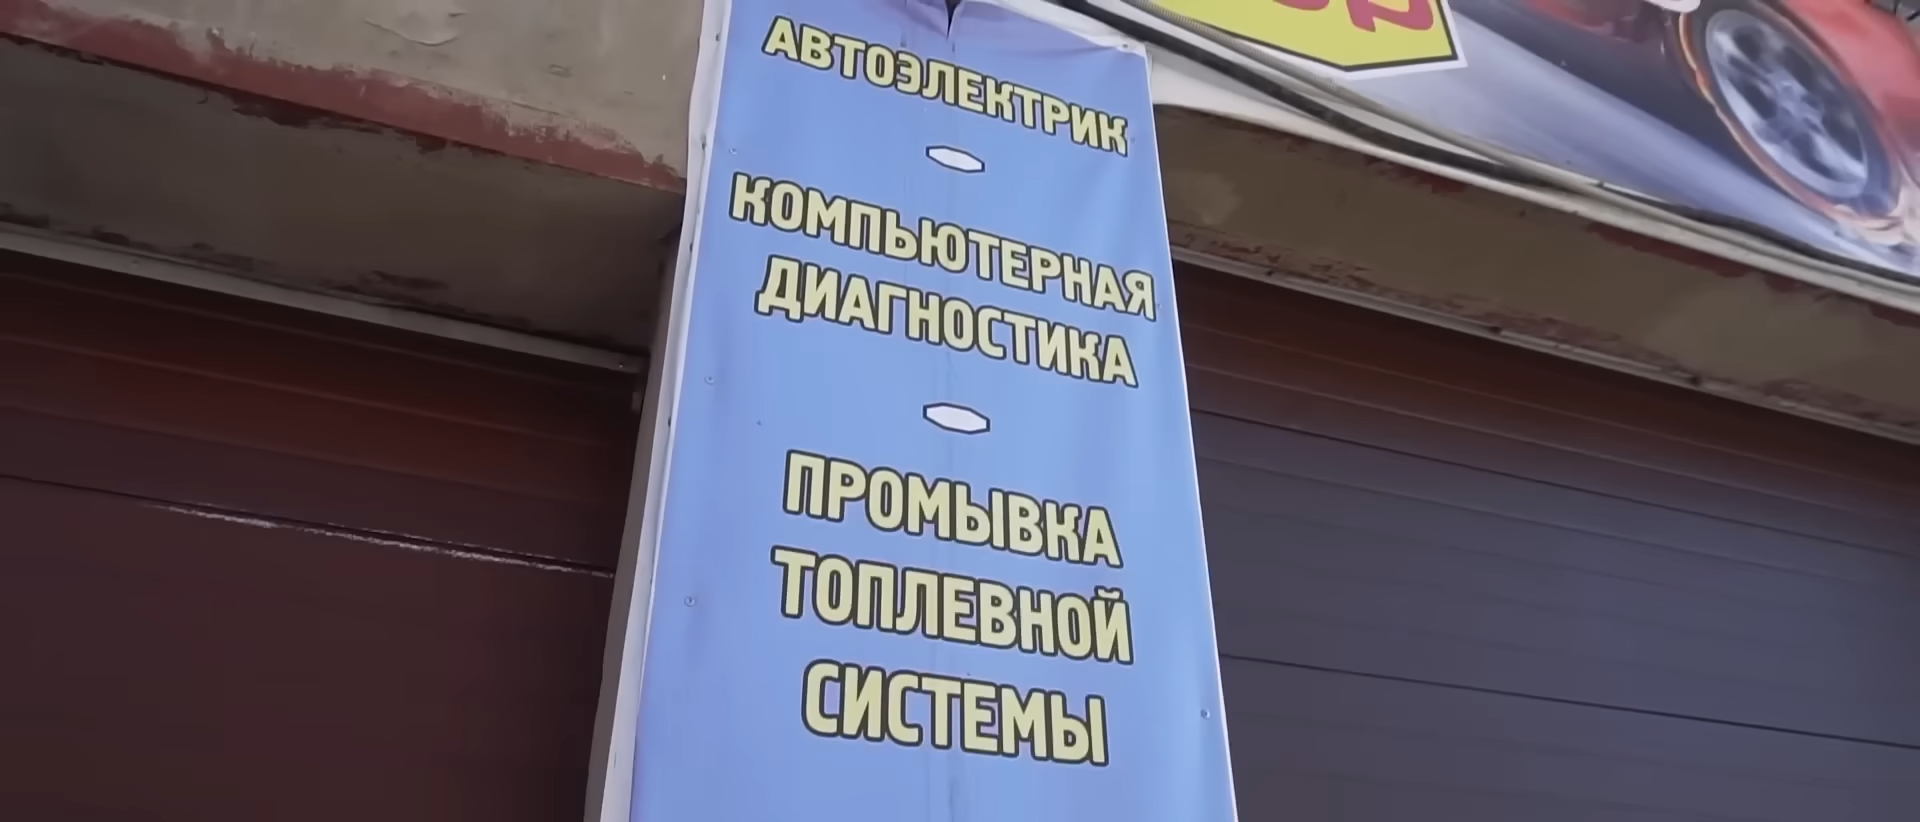 АВТОЭЛЕКТРИК
КОМПЬЮТЕРНАЯ
ДИАГНОСТИКА
ПРОМЫВКА
ТОПЛЕВНОЙ
СИСТЕМЫ